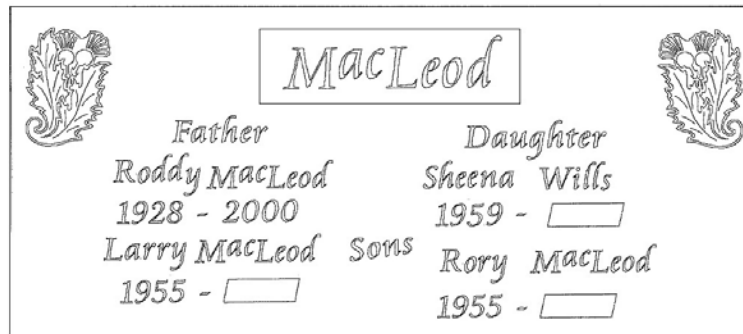 MacLeod
Father
Roddy MacLeod
1928 - 2000
Daughter
Sheena Wills
1959 -
Larry MacLeod Sons Rory MacLeod
1955 -
1955 -